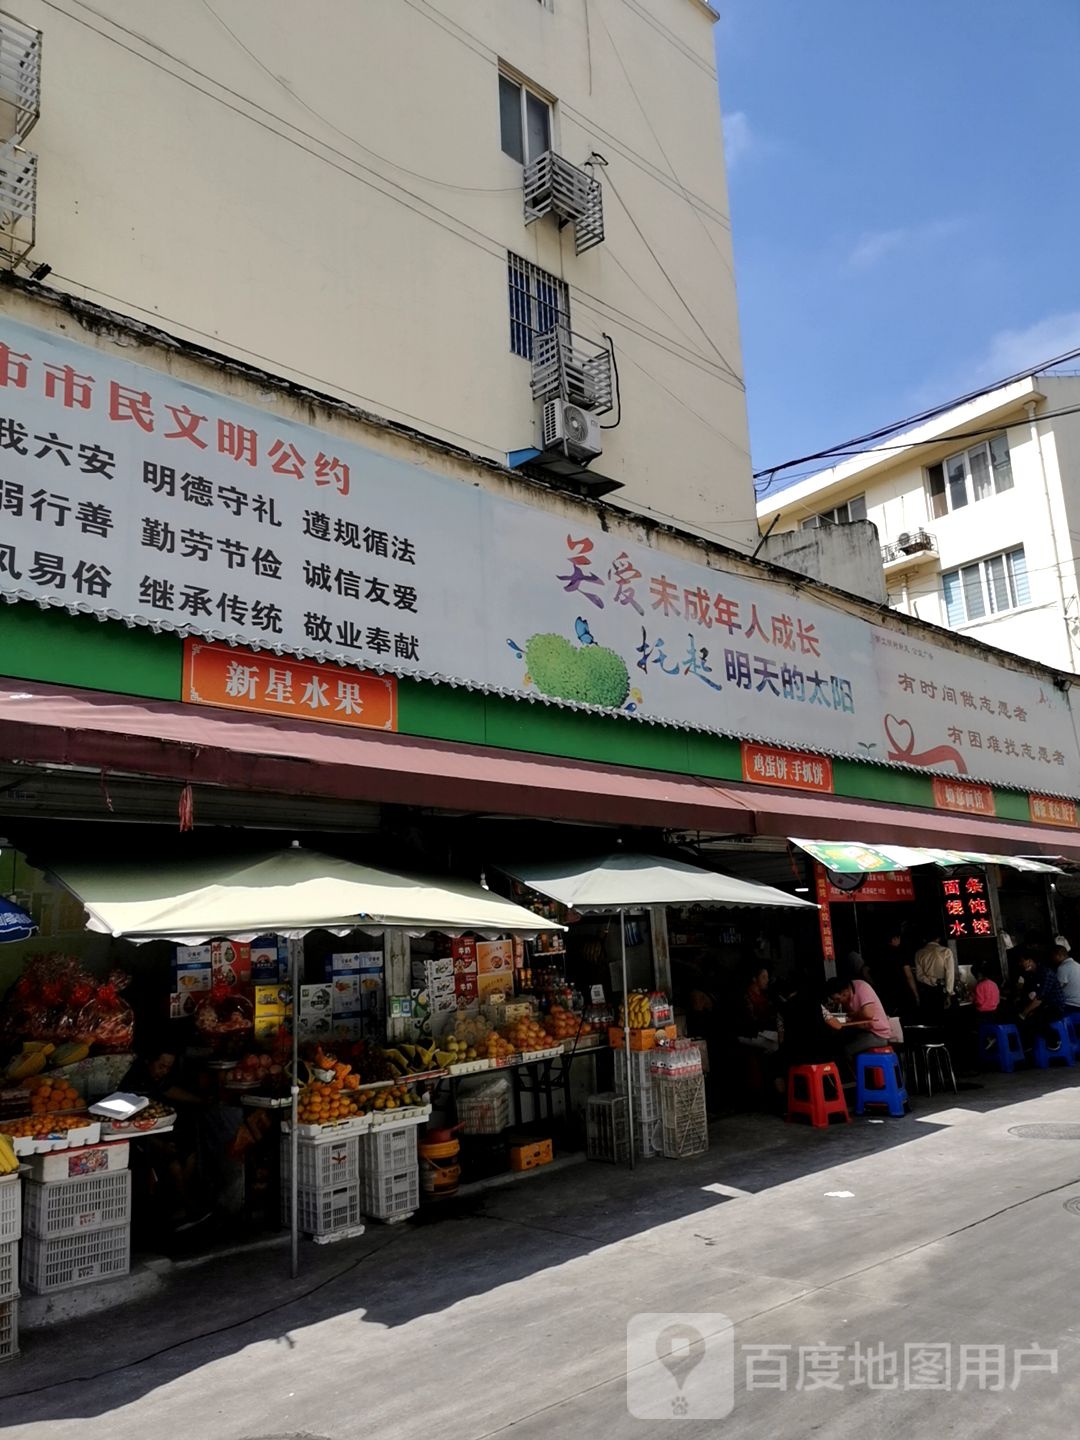 市市民文明公约
我六安 明德守礼 遵规循法
弱行善 勤劳节俭 诚信友爱
风易俗 继承传统 敬业奉献
关爱未成年人成长
托起明天的太阳
有时间做志愿者
有困难找志愿者
新星水果
鸡蛋饼 手抓饼
面条
馄饨
水饺
百度地图用户